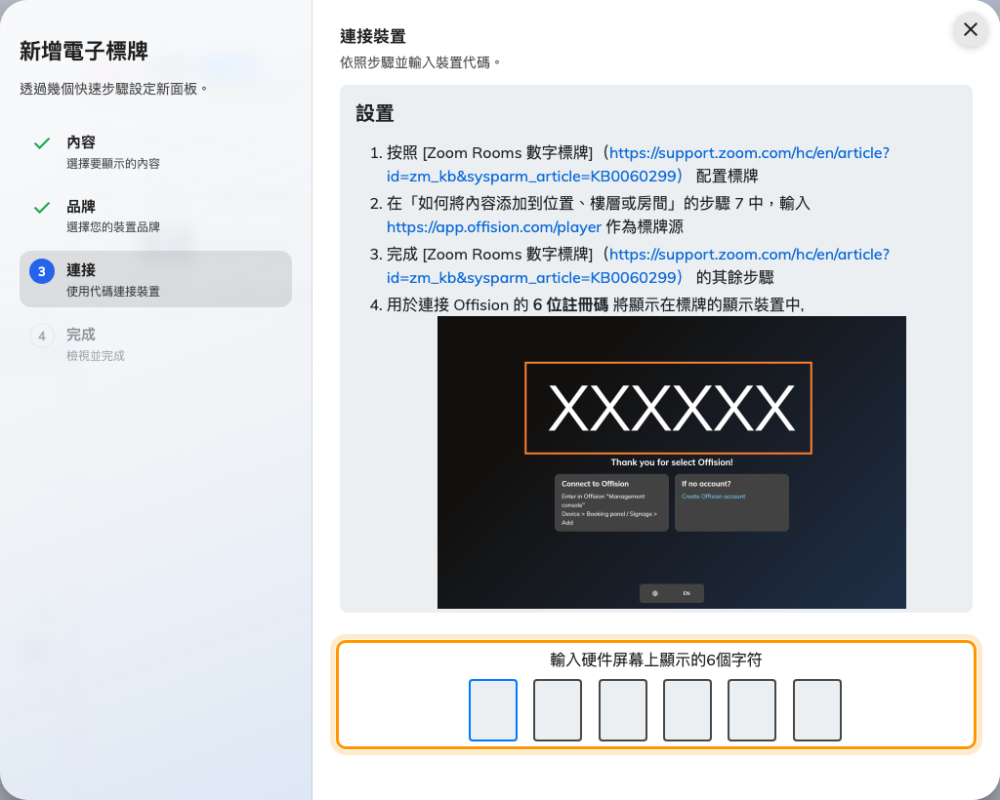 新增電子標牌
透過幾個快速步驟設定新面板。
內容
選擇要顯示的內容
品牌
選擇您的裝置品牌
3
連接
使用代碼連接裝置
4
完成
檢視並完成
連接裝置
依照步驟並輸入裝置代碼。
設置
1. 按照 [Zoom Rooms 數字標牌]（https://support.zoom.com/hc/en/article?
id=zm_kb&sysparm_article=KB0060299） 配置標牌
2. 在「如何將內容添加到位置、樓層或房間」的步驟 7 中，輸入
https://app.offision.com/player 作為標牌源
3. 完成 [Zoom Rooms 數字標牌]（https://support.zoom.com/hc/en/article?
id=zm_kb&sysparm_article=KB0060299） 的其餘步驟
4. 用於連接 Offision 的 6 位註冊碼 將顯示在標牌的顯示裝置中,
XXXXXX
Thank you for select Offision!
Connect to Offision
Enter in Offision "Management
console"
Device > Booking panel / Signage >
Add
If no account?
Create Offision account
EN
輸入硬件屏幕上顯示的6個字符